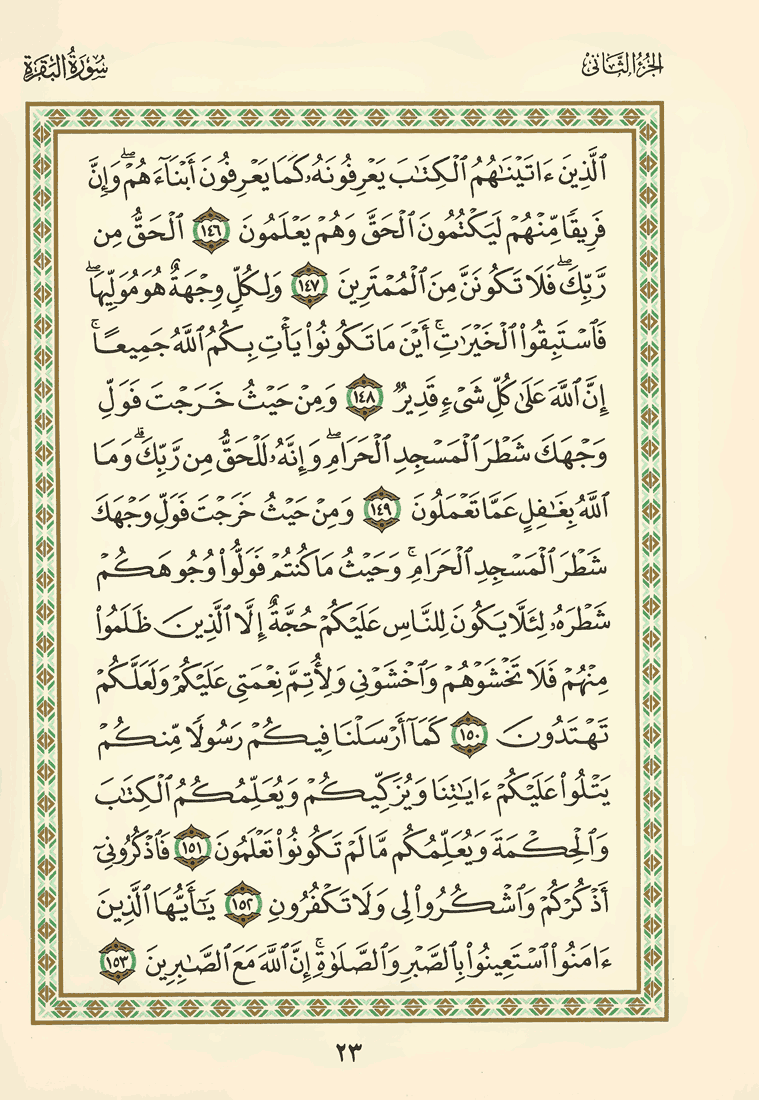 الجزء الثاني
سورة البقرة
ٱلَّذِينَ ءَاتَيۡنَٰهُمُ ٱلۡكِتَٰبَ يَعۡرِفُونَهُۥ كَمَا يَعۡرِفُونَ أَبۡنَآءَهُمۡۖ وَإِنَّ
فَرِيقٗا مِّنۡهُمۡ لَيَكۡتُمُونَ ٱلۡحَقَّ وَهُمۡ يَعۡلَمُونَ ١٤٦ ٱلۡحَقُّ مِن
رَّبِّكَۖ فَلَا تَكُونَنَّ مِنَ ٱلۡمُمۡتَرِينَ ١٤٧ وَلِكُلّٖ وِجۡهَةٌ هُوَ مُوَلِّيهَاۖ
فَٱسۡتَبِقُواْ ٱلۡخَيۡرَٰتِۚ أَيۡنَ مَا تَكُونُواْ يَأۡتِ بِكُمُ ٱللَّهُ جَمِيعًاۚ
إِنَّ ٱللَّهَ عَلَىٰ كُلِّ شَيۡءٖ قَدِيرٞ ١٤٨ وَمِنۡ حَيۡثُ خَرَجۡتَ فَوَلِّ
وَجۡهَكَ شَطۡرَ ٱلۡمَسۡجِدِ ٱلۡحَرَامِۖ وَإِنَّهُۥ لَلۡحَقُّ مِن رَّبِّكَۗ وَمَا
ٱللَّهُ بِغَٰفِلٍ عَمَّا تَعۡمَلُونَ ١٤٩ وَمِنۡ حَيۡثُ خَرَجۡتَ فَوَلِّ وَجۡهَكَ
شَطۡرَ ٱلۡمَسۡجِدِ ٱلۡحَرَامِۚ وَحَيۡثُ مَا كُنتُمۡ فَوَلُّواْ وُجُوهَكُمۡ
شَطۡرَهُۥ لِئَلَّا يَكُونَ لِلنَّاسِ عَلَيۡكُمۡ حُجَّةٌ إِلَّا ٱلَّذِينَ ظَلَمُواْ
مِنۡهُمۡ فَلَا تَخۡشَوۡهُمۡ وَٱخۡشَوۡنِي وَلِأُتِمَّ نِعۡمَتِي عَلَيۡكُمۡ وَلَعَلَّكُمۡ
تَهۡتَدُونَ ١٥٠ كَمَآ أَرۡسَلۡنَا فِيكُمۡ رَسُولٗا مِّنكُمۡ
يَتۡلُواْ عَلَيۡكُمۡ ءَايَٰتِنَا وَيُزَكِّيكُمۡ وَيُعَلِّمُكُمُ ٱلۡكِتَٰبَ
وَٱلۡحِكۡمَةَ وَيُعَلِّمُكُم مَّا لَمۡ تَكُونُواْ تَعۡلَمُونَ ١٥١ فَٱذۡكُرُونِيٓ
أَذۡكُرۡكُمۡ وَٱشۡكُرُواْ لِي وَلَا تَكۡفُرُونِ ١٥٢ يَٰٓأَيُّهَا ٱلَّذِينَ
ءَامَنُواْ ٱسۡتَعِينُواْ بِٱلصَّبۡرِ وَٱلصَّلَوٰةِۚ إِنَّ ٱللَّهَ مَعَ ٱلصَّٰبِرِينَ ١٥٣
٢٣